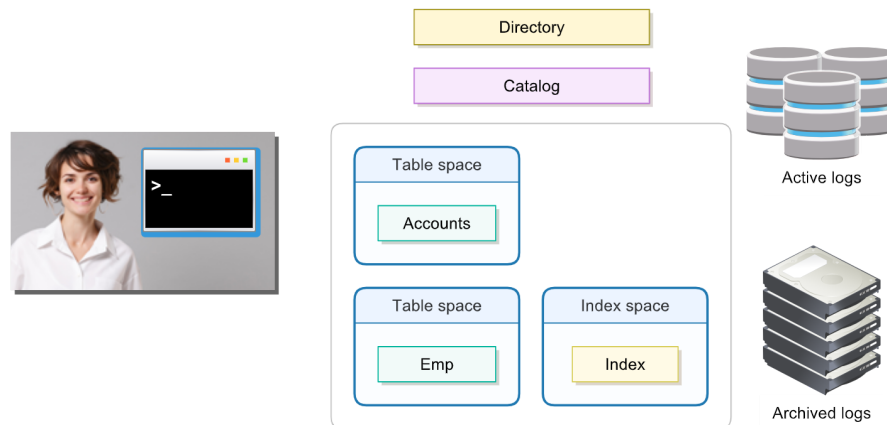 Directory
Catalog
>_
Table space
Accounts
Table space
Emp
Index space
Index
Active logs
Archived logs